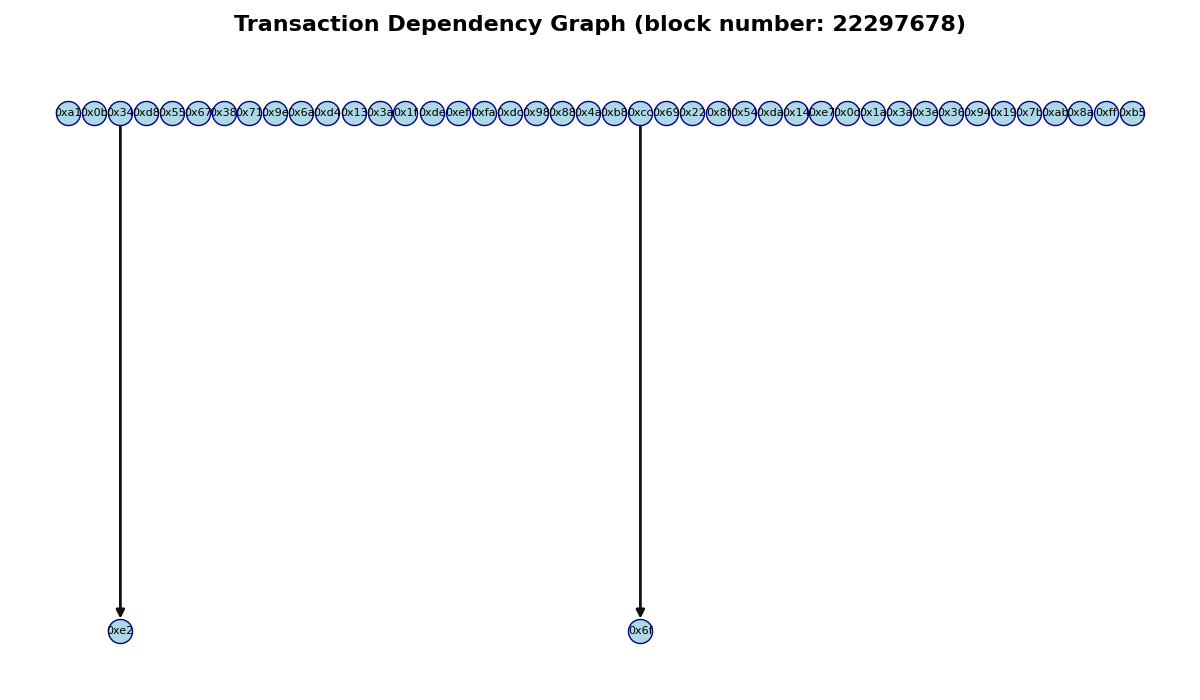 Transaction Dependency Graph (block number: 22297678)
0xa1 0x0b 0x34 0xd8 0x55 0x67 0x38 0x71 0x9e 0x6a 0xd4 0x13 0x3a 0x1f 0xde 0xef 0xfa 0xdc 0x98 0x88 0x4a 0xb8 0xcc 0x69 0x22 0x8f 0x54 0xda 0x14 0xe7 0x0d 0x1a 0x3a 0x3e 0x36 0x94 0x19 0x7b 0xab 0x8a 0xff 0xb5
0xe2 0x6f